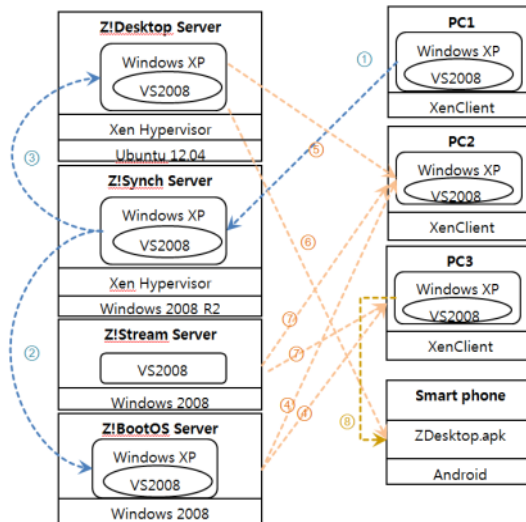 Z!Desktop Server
Windows XP
VS2008
Xen Hypervisor
Ubuntu 12.04
Z!Synch Server
Windows XP
VS2008
Xen Hypervisor
Windows 2008 R2
Z!Stream Server
VS2008
Windows 2008
Z!BootOS Server
Windows XP
VS2008
Windows 2008
①
②
③
④
④
⑤
⑥
⑦
⑦
⑧
PC1
Windows XP
VS2008
XenClient
PC2
Windows XP
VS2008
XenClient
PC3
Windows XP
VS2008
XenClient
Smart phone
ZDesktop.apk
Android